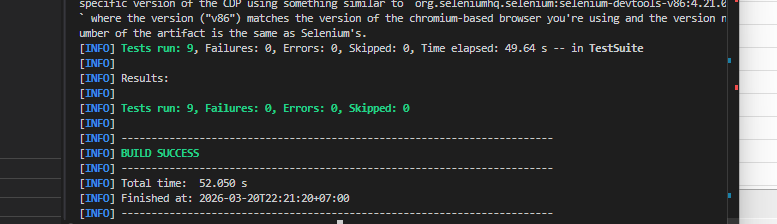 specific version of the CDP using something similar to `org.seleniumhq.selenium:selenium-devtools-v86:4.21.0
` where the version ("v86") matches the version of the chromium-based browser you're using and the version n
umber of the artifact is the same as Selenium's.
[INFO] Tests run: 9, Failures: 0, Errors: 0, Skipped: 0, Time elapsed: 49.64 s -- in TestSuite
[INFO]
[INFO] Results:
[INFO]
[INFO] Tests run: 9, Failures: 0, Errors: 0, Skipped: 0
[INFO]
[INFO] ------------------------------------------------------------------------
[INFO] BUILD SUCCESS
[INFO] ------------------------------------------------------------------------
[INFO] Total time:  52.050 s
[INFO] Finished at: 2026-03-20T22:21:20+07:00
[INFO] ------------------------------------------------------------------------